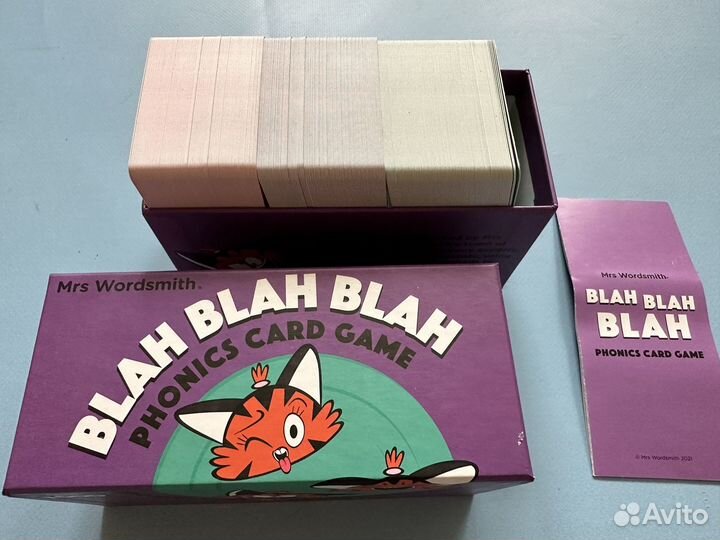 Mrs Wordsmith
BLAH BLAH BLAH
PHONICS CARD GAME
Mrs Wordsmith
BLAH BLAH
BLAH
PHONICS CARD GAME
© Mrs Wordsmith 2021
Avito